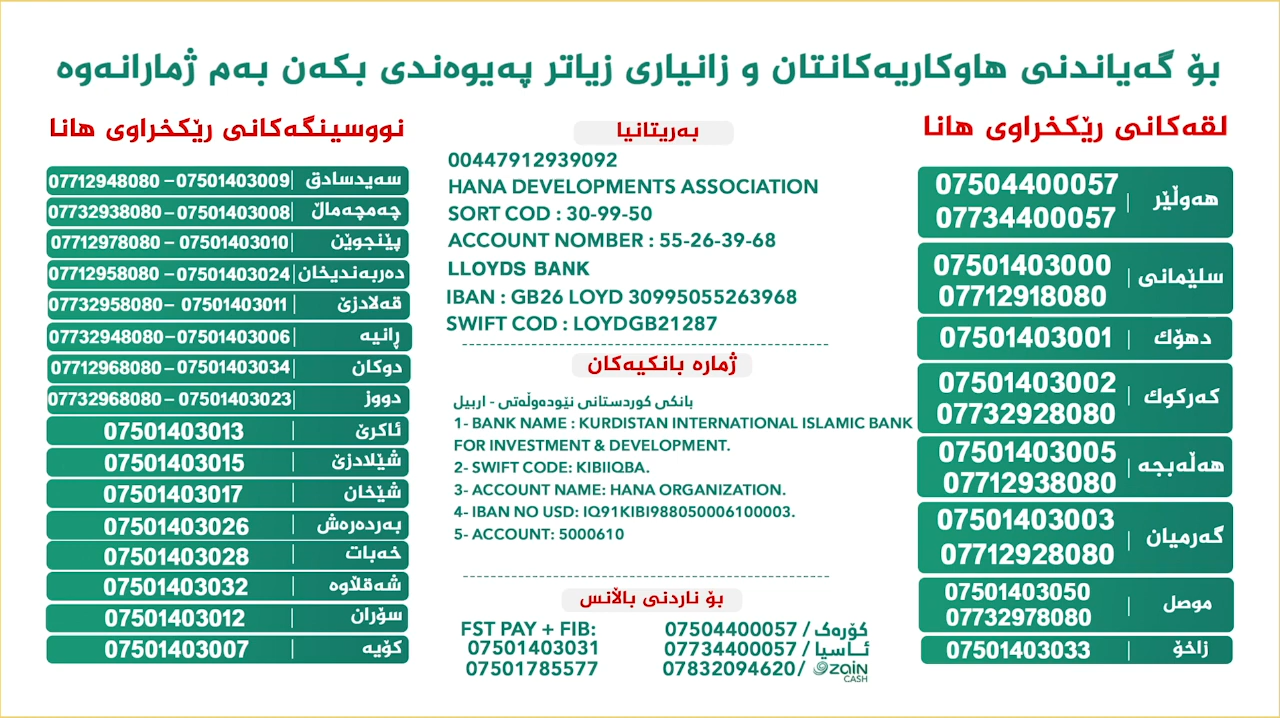 بۆ گەیاندنی هاوکاریەکانتان و زانیاری زیاتر پەیوەندی بکەن بەم ژمارانەوە
لقەکانی رێکخراوی هانا
هەولێر | 07504400057
07734400057
سلێمانی | 07501403000
07712918080
دهۆك | 07501403001
كەركوك | 07501403002
07732928080
هەڵەبجە | 07501403005
07712938080
گەرمیان | 07501403003
07712928080
موصل | 07501403050
07732978080
زاخۆ | 07501403033
بەریتانیا
00447912939092
HANA DEVELOPMENTS ASSOCIATION
SORT COD : 30-99-50
ACCOUNT NOMBER : 55-26-39-68
LLOYDS BANK
IBAN : GB26 LOYD 30995055263968
SWIFT COD : LOYDGB21287
ژمارە بانکیەکان
بانکی کوردستانی نێودەوڵەتی - اربیل
1- BANK NAME : KURDISTAN INTERNATIONAL ISLAMIC BANK
FOR INVESTMENT & DEVELOPMENT.
2- SWIFT CODE: KIBIIQBA.
3- ACCOUNT NAME: HANA ORGANIZATION.
4- IBAN NO USD: IQ91KIBI988050006100003.
5- ACCOUNT: 5000610
بۆ ناردنی باڵانس
FST PAY + FIB:
07501403031
07501785577
کۆرەک / 07504400057
ئـاسیا / 07734400057
zain CASH / 07832094620
نووسینگەکانی رێکخراوی هانا
سەیدسادق | 07501403009 – 07712948080
چەمچەماڵ | 07501403008 – 07732938080
پێنجوێن | 07501403010 – 07712978080
دەربەندیخان | 07501403024 – 07712958080
قەلادزێ | 07501403011 – 07732958080
ڕانیە | 07501403006 – 07732948080
دوکان | 07501403034 – 07712968080
دووز | 07501403023 – 07732968080
ئاکرێ | 07501403013
شێلادزێ | 07501403015
شێخان | 07501403017
بەردەرەش | 07501403026
خەبات | 07501403028
شەقڵاوە | 07501403032
سۆران | 07501403012
کۆیە | 07501403007